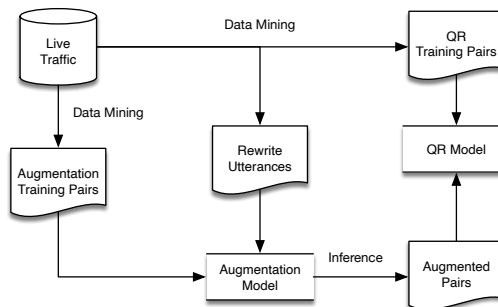 Live
Traffic
Data Mining
QR
Training Pairs
Data Mining
Augmentation
Training Pairs
Rewrite
Utterances
QR Model
Augmentation
Model
Inference
Augmented
Pairs